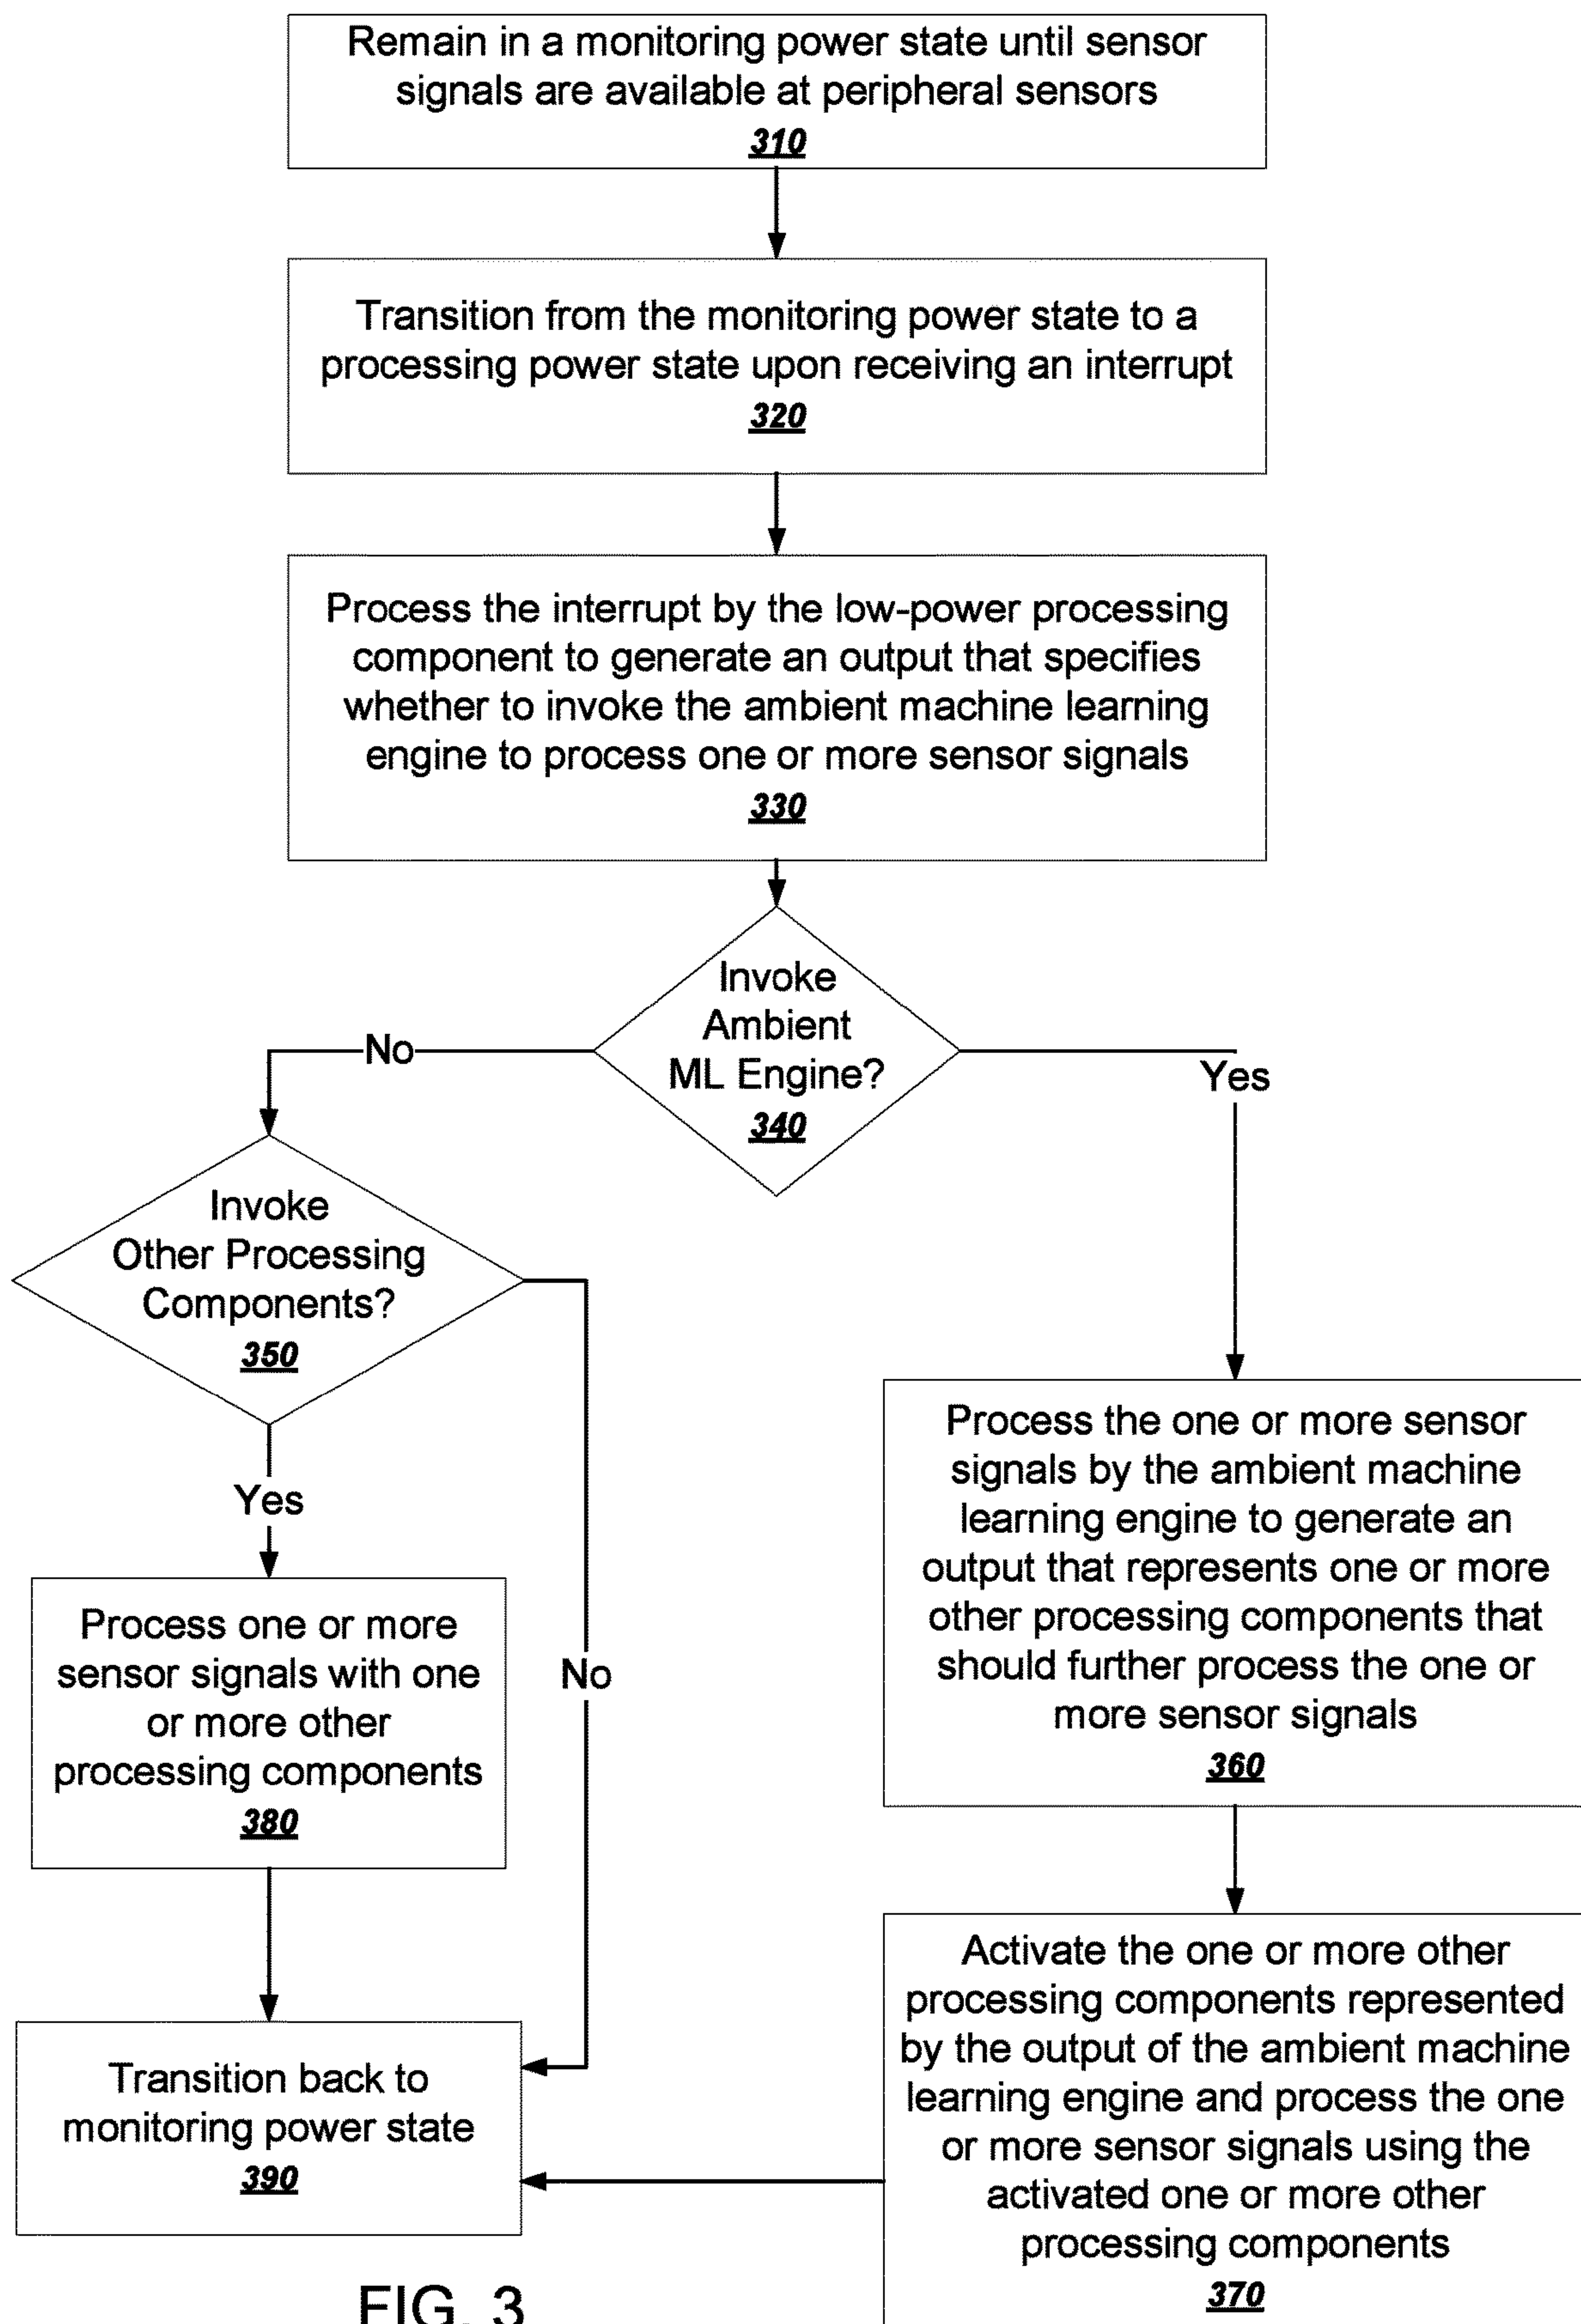 Remain in a monitoring power state until sensor
signals are available at peripheral sensors
310
Transition from the monitoring power state to a
processing power state upon receiving an interrupt
320
Process the interrupt by the low-power processing
component to generate an output that specifies
whether to invoke the ambient machine learning
engine to process one or more sensor signals
330
Invoke
Ambient
ML Engine?
340
No
Yes
Invoke
Other Processing
Components?
350
Yes
No
Process one or more
sensor signals with one
or more other
processing components
380
Process the one or more sensor
signals by the ambient machine
learning engine to generate an
output that represents one or more
other processing components that
should further process the one or
more sensor signals
360
Activate the one or more other
processing components represented
by the output of the ambient machine
learning engine and process the one
or more sensor signals using the
activated one or more other
processing components
370
Transition back to
monitoring power state
390
FIG. 3